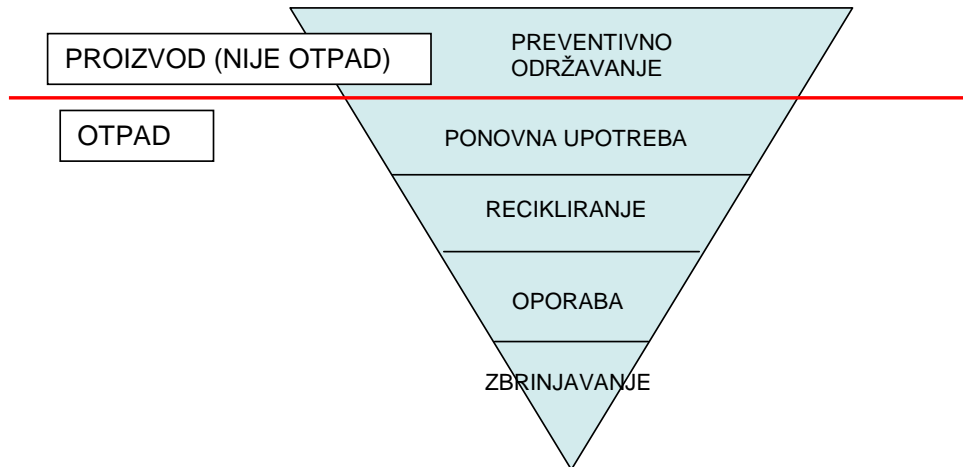 PROIZVOD (NIJE OTPAD)
PREVENTIVNO
ODRŽAVANJE
OTPAD
PONOVNA UPOTREBA
RECIKLIRANJE
OPORABA
ZBRINJAVANJE